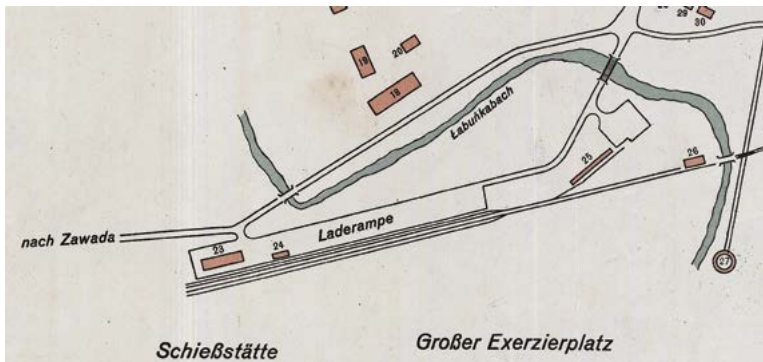 29
30
19
20
18
Łabuńkabach
25
26
nach Zawada
Laderampe
23
24
27
Schießstätte
Großer Exerzierplatz